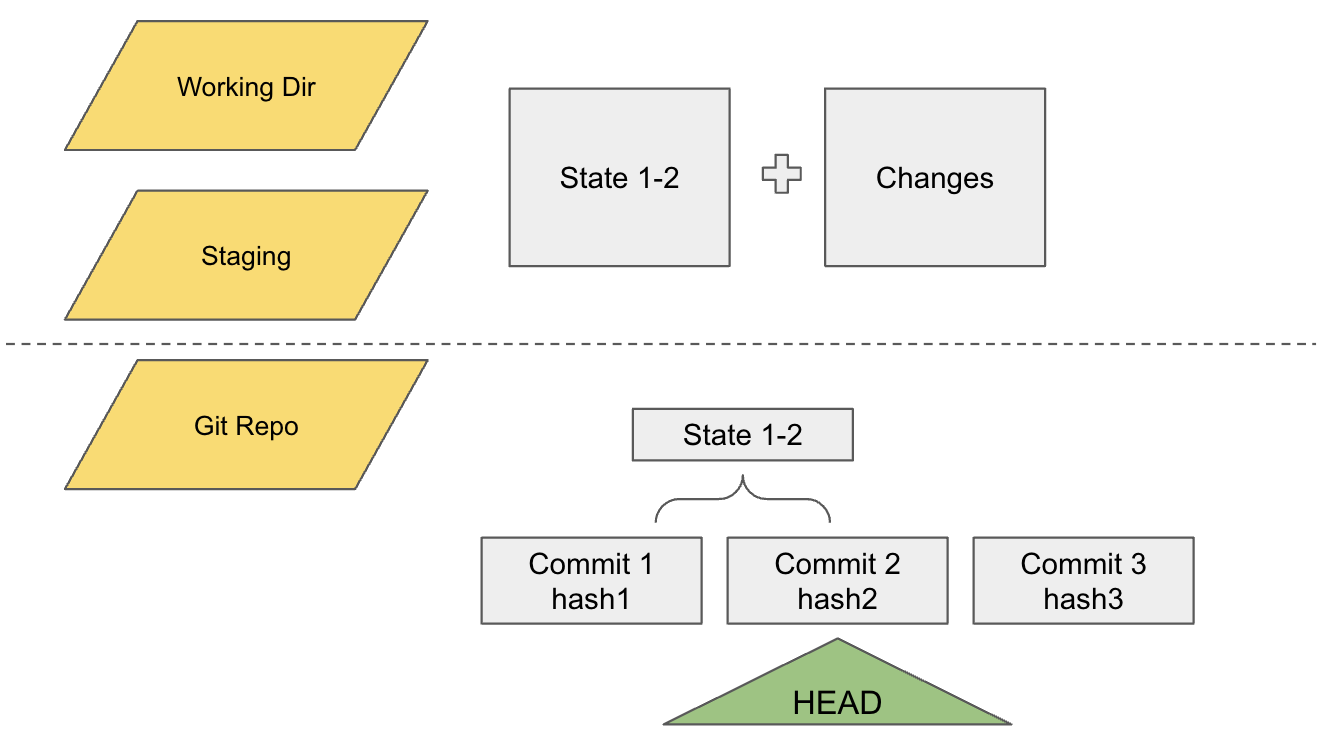 Working Dir
State 1-2
Changes
Staging
Git Repo
State 1-2
Commit 1
hash1
Commit 2
hash2
Commit 3
hash3
HEAD